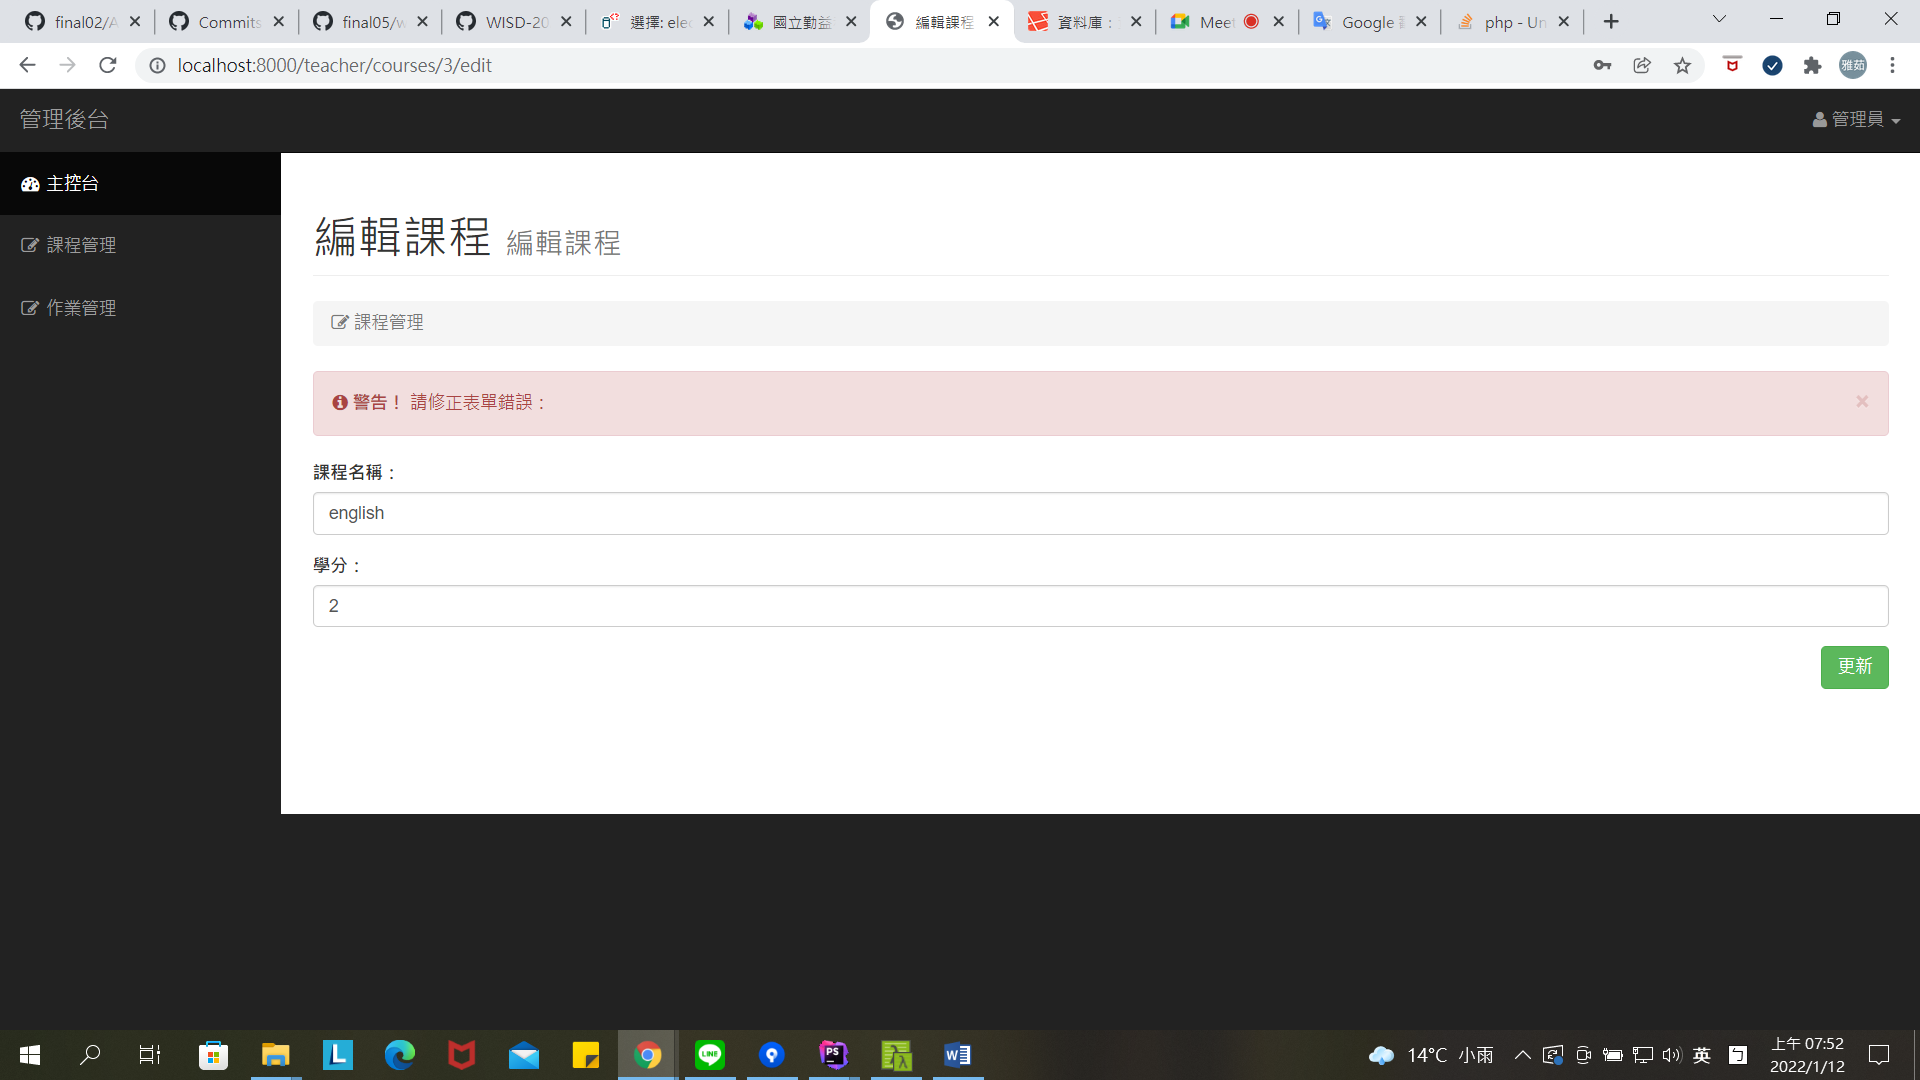 final02/A
Commits
final05/w
WISD-20
選擇: elec
國立勤益
編輯課程
資料庫：
Meet
Google
php - Un
localhost:8000/teacher/courses/3/edit
雅茹
管理後台
管理員
主控台
課程管理
作業管理
編輯課程 編輯課程
課程管理
警告！ 請修正表單錯誤：
×
課程名稱：
english
學分：
2
更新
14°C 小雨
英
上午 07:52
2022/1/12